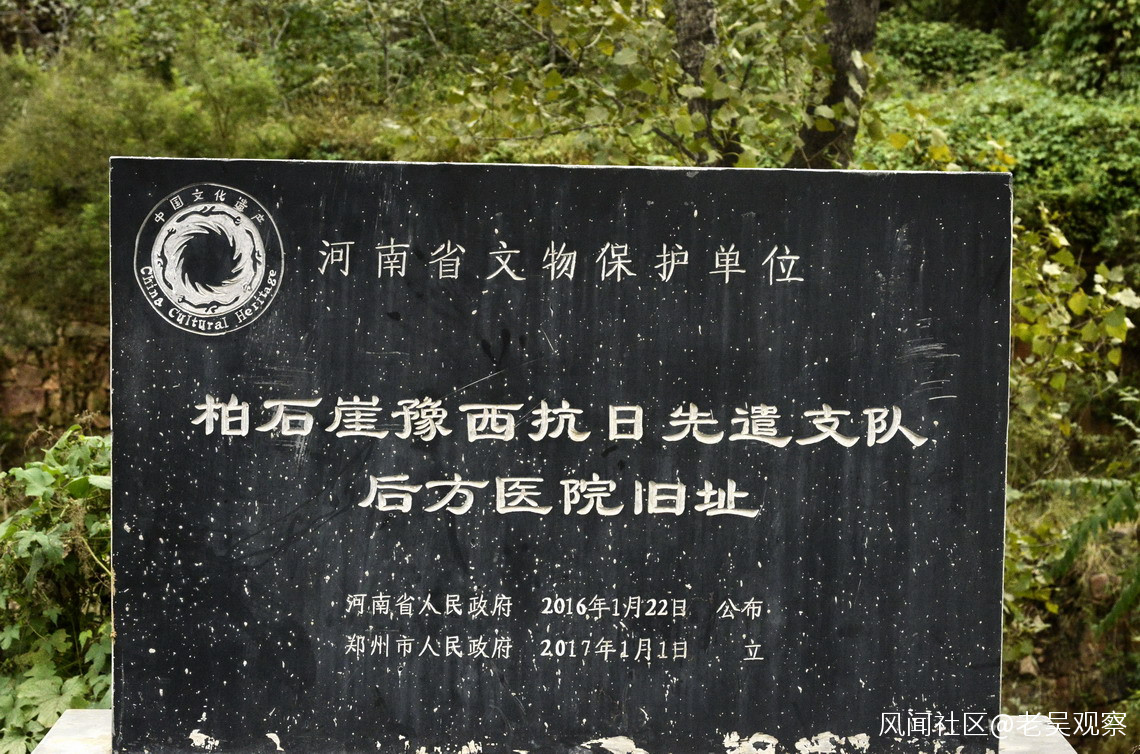 中国文化遗产
China Cultural Heritage
河南省文物保护单位
柏石崖豫西抗日先遣支队
后方医院旧址
河南省人民政府 2016年1月22日 公布
郑州市人民政府 2017年1月1日 立
风闻社区@老吴观察